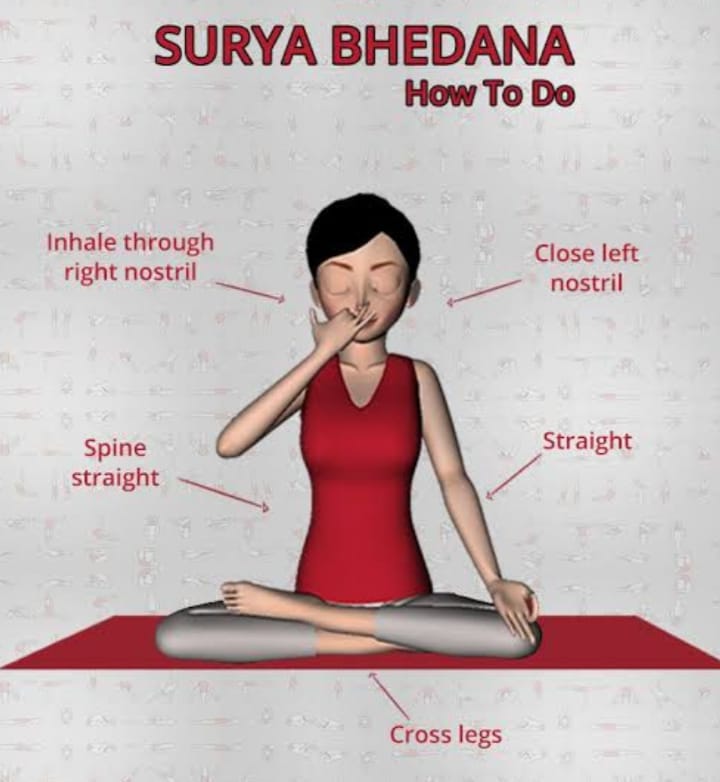 SURYA BHEDANA
How To Do
Inhale through
right nostril
Close left
nostril
Spine
straight
Straight
Cross legs